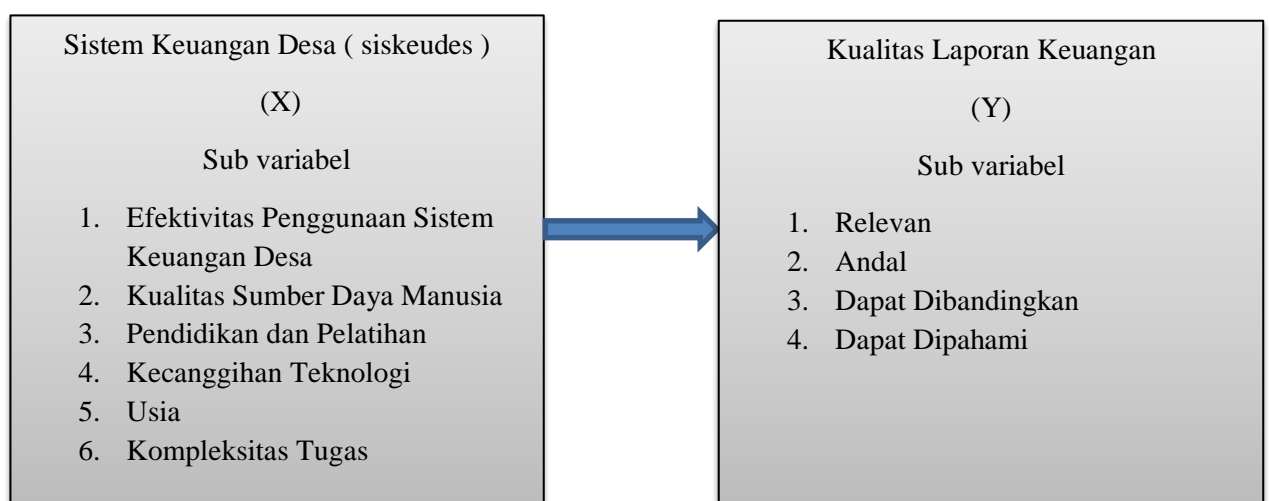 Sistem Keuangan Desa ( siskeudes )
(X)
Sub variabel
1. Efektivitas Penggunaan Sistem
Keuangan Desa
2. Kualitas Sumber Daya Manusia
3. Pendidikan dan Pelatihan
4. Kecanggihan Teknologi
5. Usia
6. Kompleksitas Tugas
Kualitas Laporan Keuangan
(Y)
Sub variabel
1. Relevan
2. Andal
3. Dapat Dibandingkan
4. Dapat Dipahami